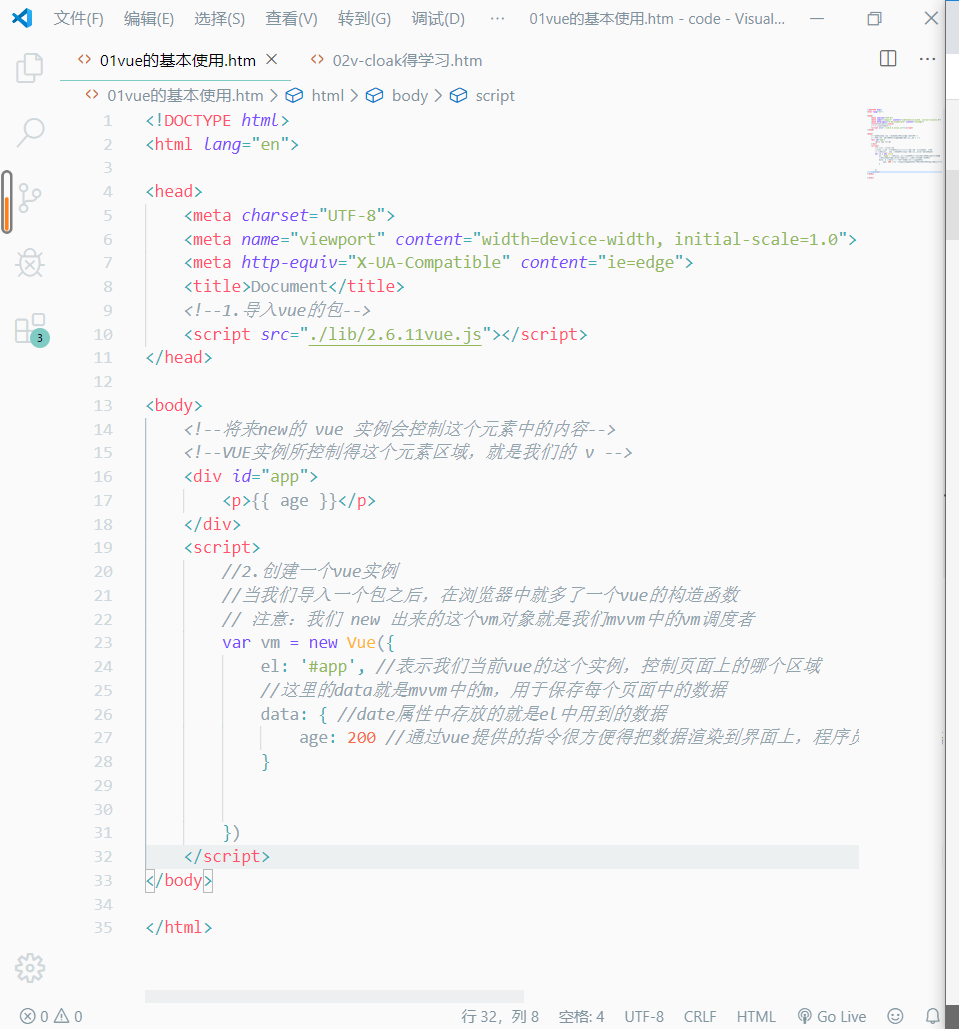 文件(F) 编辑(E) 选择(S) 查看(V) 转到(G) 调试(D) ··· 01vue的基本使用.htm - code - Visual...
01vue的基本使用.htm 02v-cloak得学习.htm
01vue的基本使用.htm > html > body > script
1 <!DOCTYPE html>
2 <html lang="en">
3
4 <head>
5 <meta charset="UTF-8">
6 <meta name="viewport" content="width=device-width, initial-scale=1.0">
7 <meta http-equiv="X-UA-Compatible" content="ie=edge">
8 <title>Document</title>
9 <!--1.导入vue的包-->
10 <script src="./lib/2.6.11vue.js"></script>
11 </head>
12
13 <body>
14 <!--将来new的 vue 实例会控制这个元素中的内容-->
15 <!--VUE实例所控制得这个元素区域，就是我们的 v -->
16 <div id="app">
17 <p>{{ age }}</p>
18 </div>
19 <script>
20 //2.创建一个vue实例
21 //当我们导入一个包之后，在浏览器中就多了一个vue的构造函数
22 // 注意：我们 new 出来的这个vm对象就是我们mvvm中的vm调度者
23 var vm = new Vue({
24 el: '#app', //表示我们当前vue的这个实例，控制页面上的哪个区域
25 //这里的data就是mvvm中的m，用于保存每个页面中的数据
26 data: { //date属性中存放的就是el中用到的数据
27 age: 200 //通过vue提供的指令很方便得把数据渲染到界面上，程序员
28 }
29
30
31 })
32 </script>
33 </body>
34
35 </html>
3
0 0 行 32，列 8 空格: 4 UTF-8 CRLF HTML Go Live